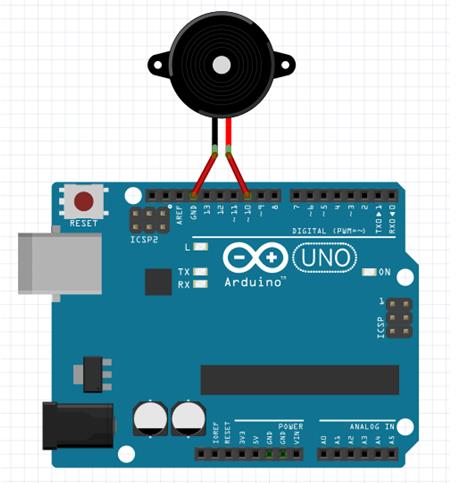 RESET
AREF
GND
13
12
~11
~10
~9
8
7
~6
~5
4
~3
2
TX0▶1
RX0◀0
ICSP2
DIGITAL (PWM=~)
L
UNO
TX
RX
Arduino™
ON
1
ICSP
POWER
ANALOG IN
IOREF
RESET
3V3
5V
GND
GND
VIN
A0
A1
A2
A3
A4
A5